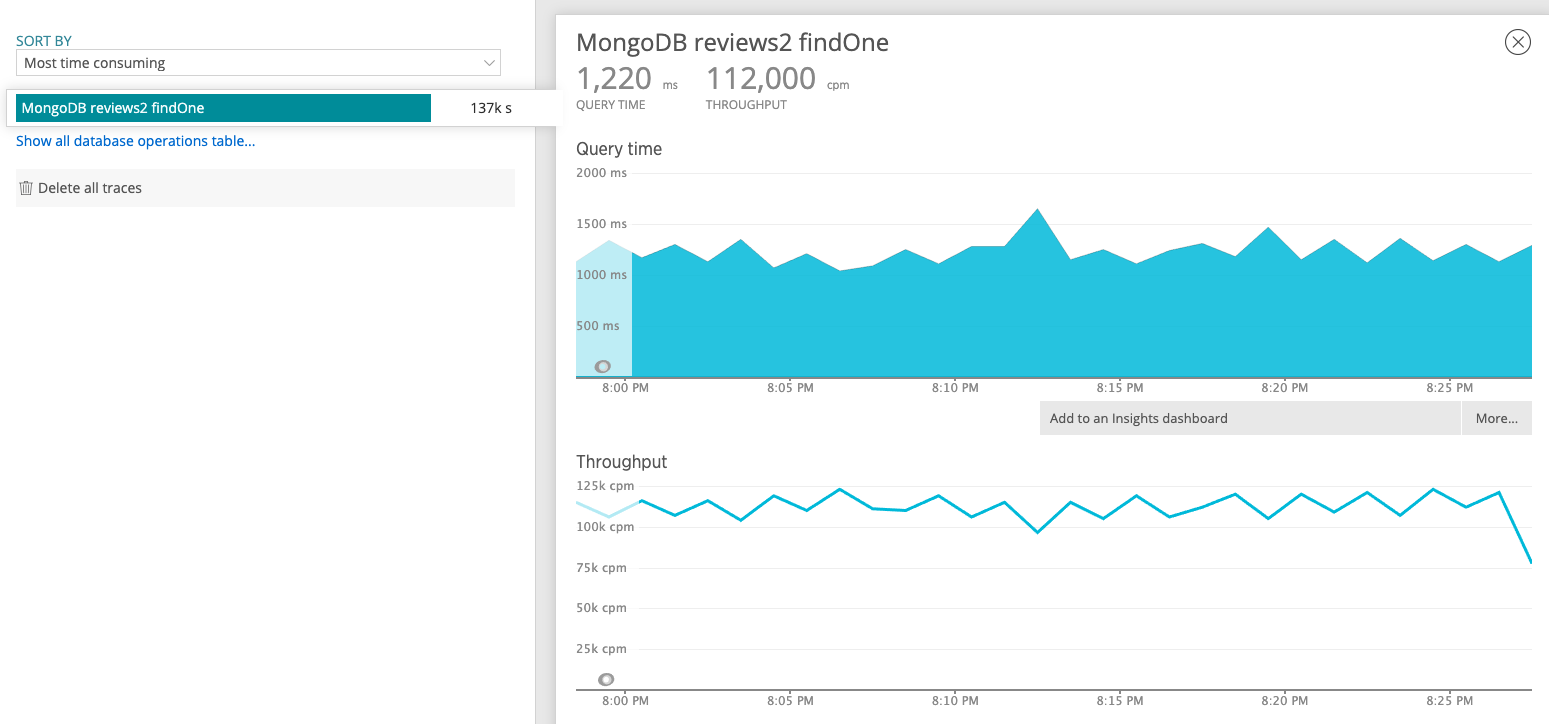 SORT BY
Most time consuming
MongoDB reviews2 findOne 137k s
Show all database operations table...
Delete all traces
MongoDB reviews2 findOne
1,220 ms 112,000 cpm
QUERY TIME THROUGHPUT
Query time
2000 ms
1500 ms
1000 ms
500 ms
8:00 PM 8:05 PM 8:10 PM 8:15 PM 8:20 PM 8:25 PM
Add to an Insights dashboard More...
Throughput
125k cpm
100k cpm
75k cpm
50k cpm
25k cpm
8:00 PM 8:05 PM 8:10 PM 8:15 PM 8:20 PM 8:25 PM